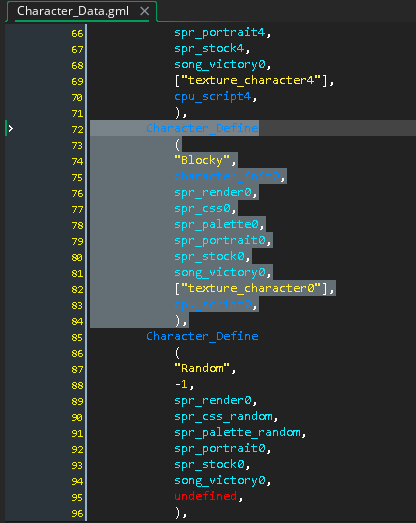 Character_Data.gml ×
66 spr_portrait4,
67 spr_stock4,
68 song_victory0,
69 ["texture_character4"],
70 cpu_script4,
71 ),
72 Character_Define
73 (
74 "Blocky",
75
76 spr_render0,
77 spr_css0,
78 spr_palette0,
79 spr_portrait0,
80 spr_stock0,
81 song_victory0,
82 ["texture_character0"],
83 cpu_script0,
84 ),
85 Character_Define
86 (
87 "Random",
88 -1,
89 spr_render0,
90 spr_css_random,
91 spr_palette_random,
92 spr_portrait0,
93 spr_stock0,
94 song_victory0,
95 undefined,
96 ),